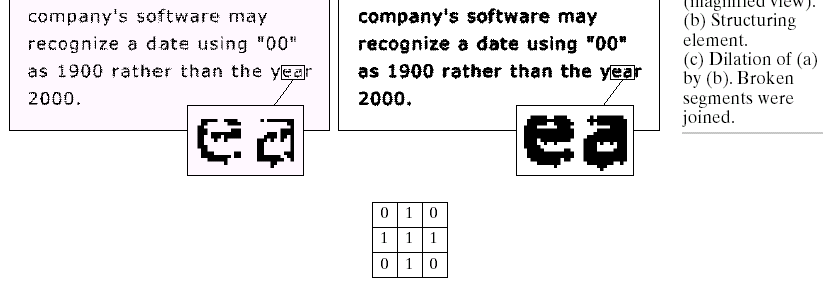 company's software may
recognize a date using "00"
as 1900 rather than the year
2000.
e a
company's software may
recognize a date using "00"
as 1900 rather than the year
2000.
e a
(magnified view).
(b) Structuring
element.
(c) Dilation of (a)
by (b). Broken
segments were
joined.
0 1 0
1 1 1
0 1 0